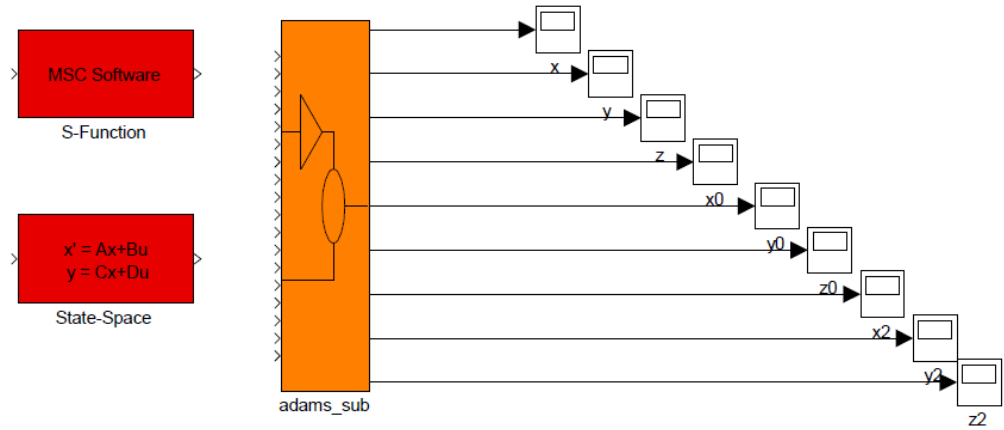 MSC Software
S-Function
x' = Ax+Bu
y = Cx+Du
State-Space
adams_sub
x
y
z
x0
y0
z0
x2
y2
z2